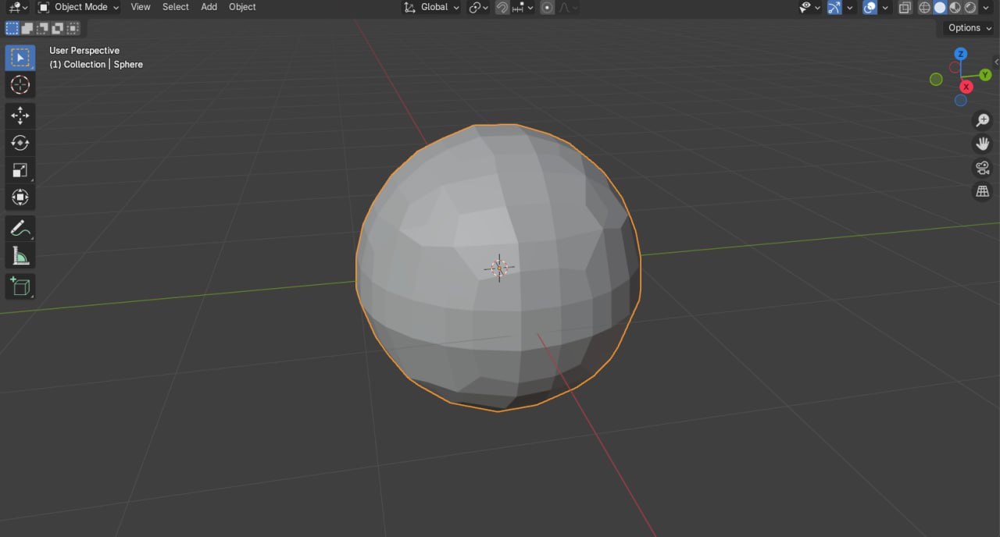 Object Mode View Select Add Object Global
Options
User Perspective
(1) Collection | Sphere
Z
Y
X